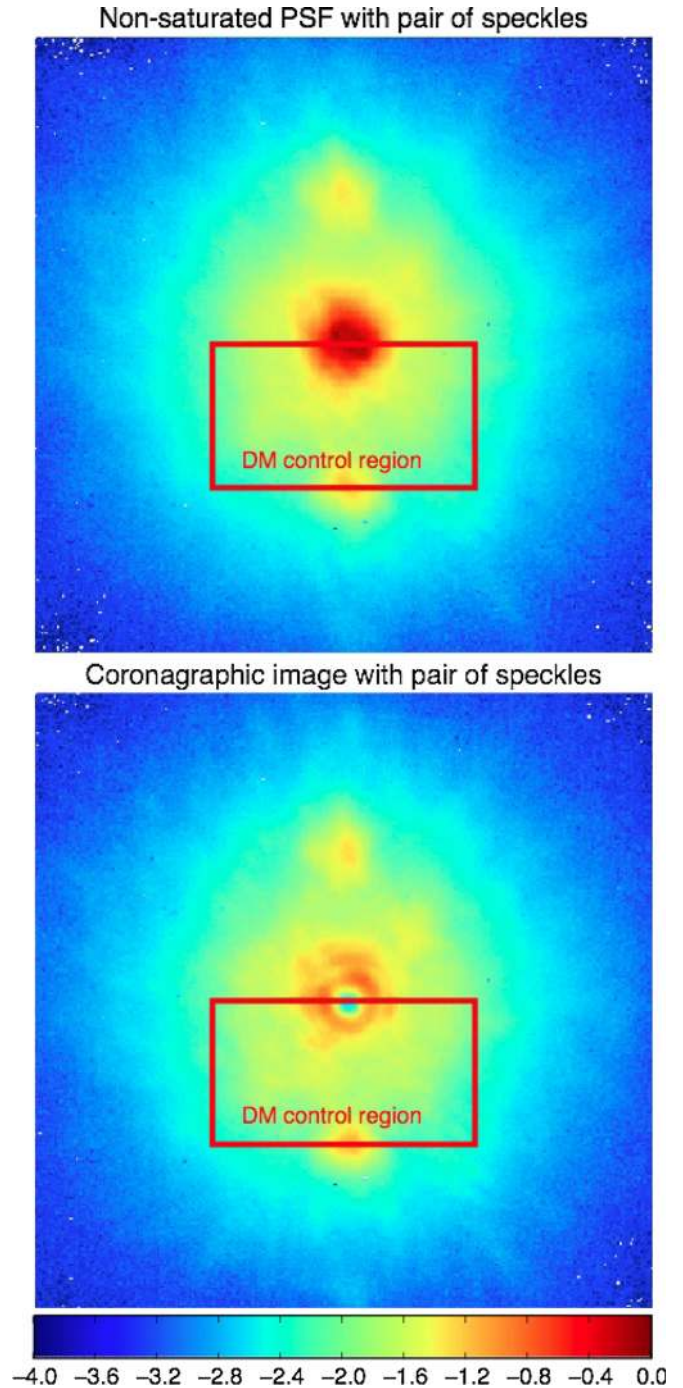 Non-saturated PSF with pair of speckles
DM control region
Coronagraphic image with pair of speckles
DM control region
−4.0 −3.6 −3.2 −2.8 −2.4 −2.0 −1.6 −1.2 −0.8 −0.4 0.0